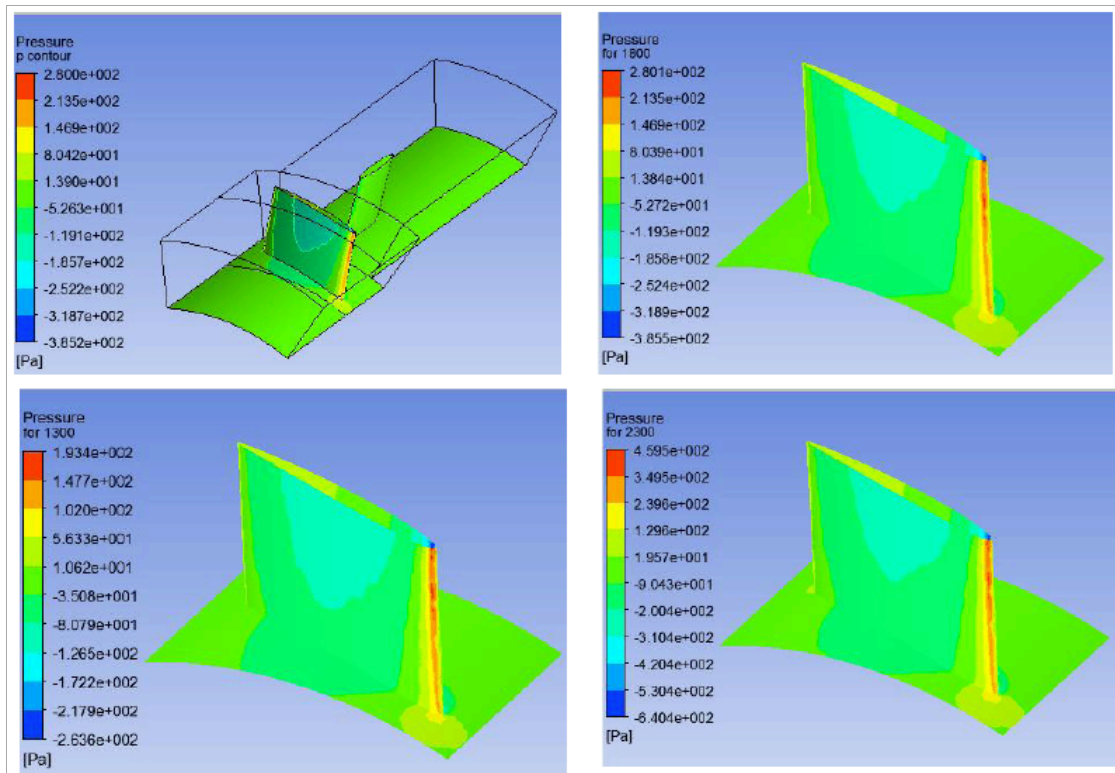 Pressure
p contour
2.800e+002
2.135e+002
1.469e+002
8.042e+001
1.390e+001
-5.263e+001
-1.191e+002
-1.857e+002
-2.522e+002
-3.187e+002
-3.852e+002
[Pa]
Pressure
for 1800
2.801e+002
2.135e+002
1.469e+002
8.039e+001
1.384e+001
-5.272e+001
-1.193e+002
-1.858e+002
-2.524e+002
-3.189e+002
-3.855e+002
[Pa]
Pressure
for 1300
1.934e+002
1.477e+002
1.020e+002
5.633e+001
1.062e+001
-3.508e+001
-8.079e+001
-1.265e+002
-1.722e+002
-2.179e+002
-2.636e+002
[Pa]
Pressure
for 2300
4.595e+002
3.495e+002
2.396e+002
1.296e+002
1.957e+001
-9.043e+001
-2.004e+002
-3.104e+002
-4.204e+002
-5.304e+002
-6.404e+002
[Pa]